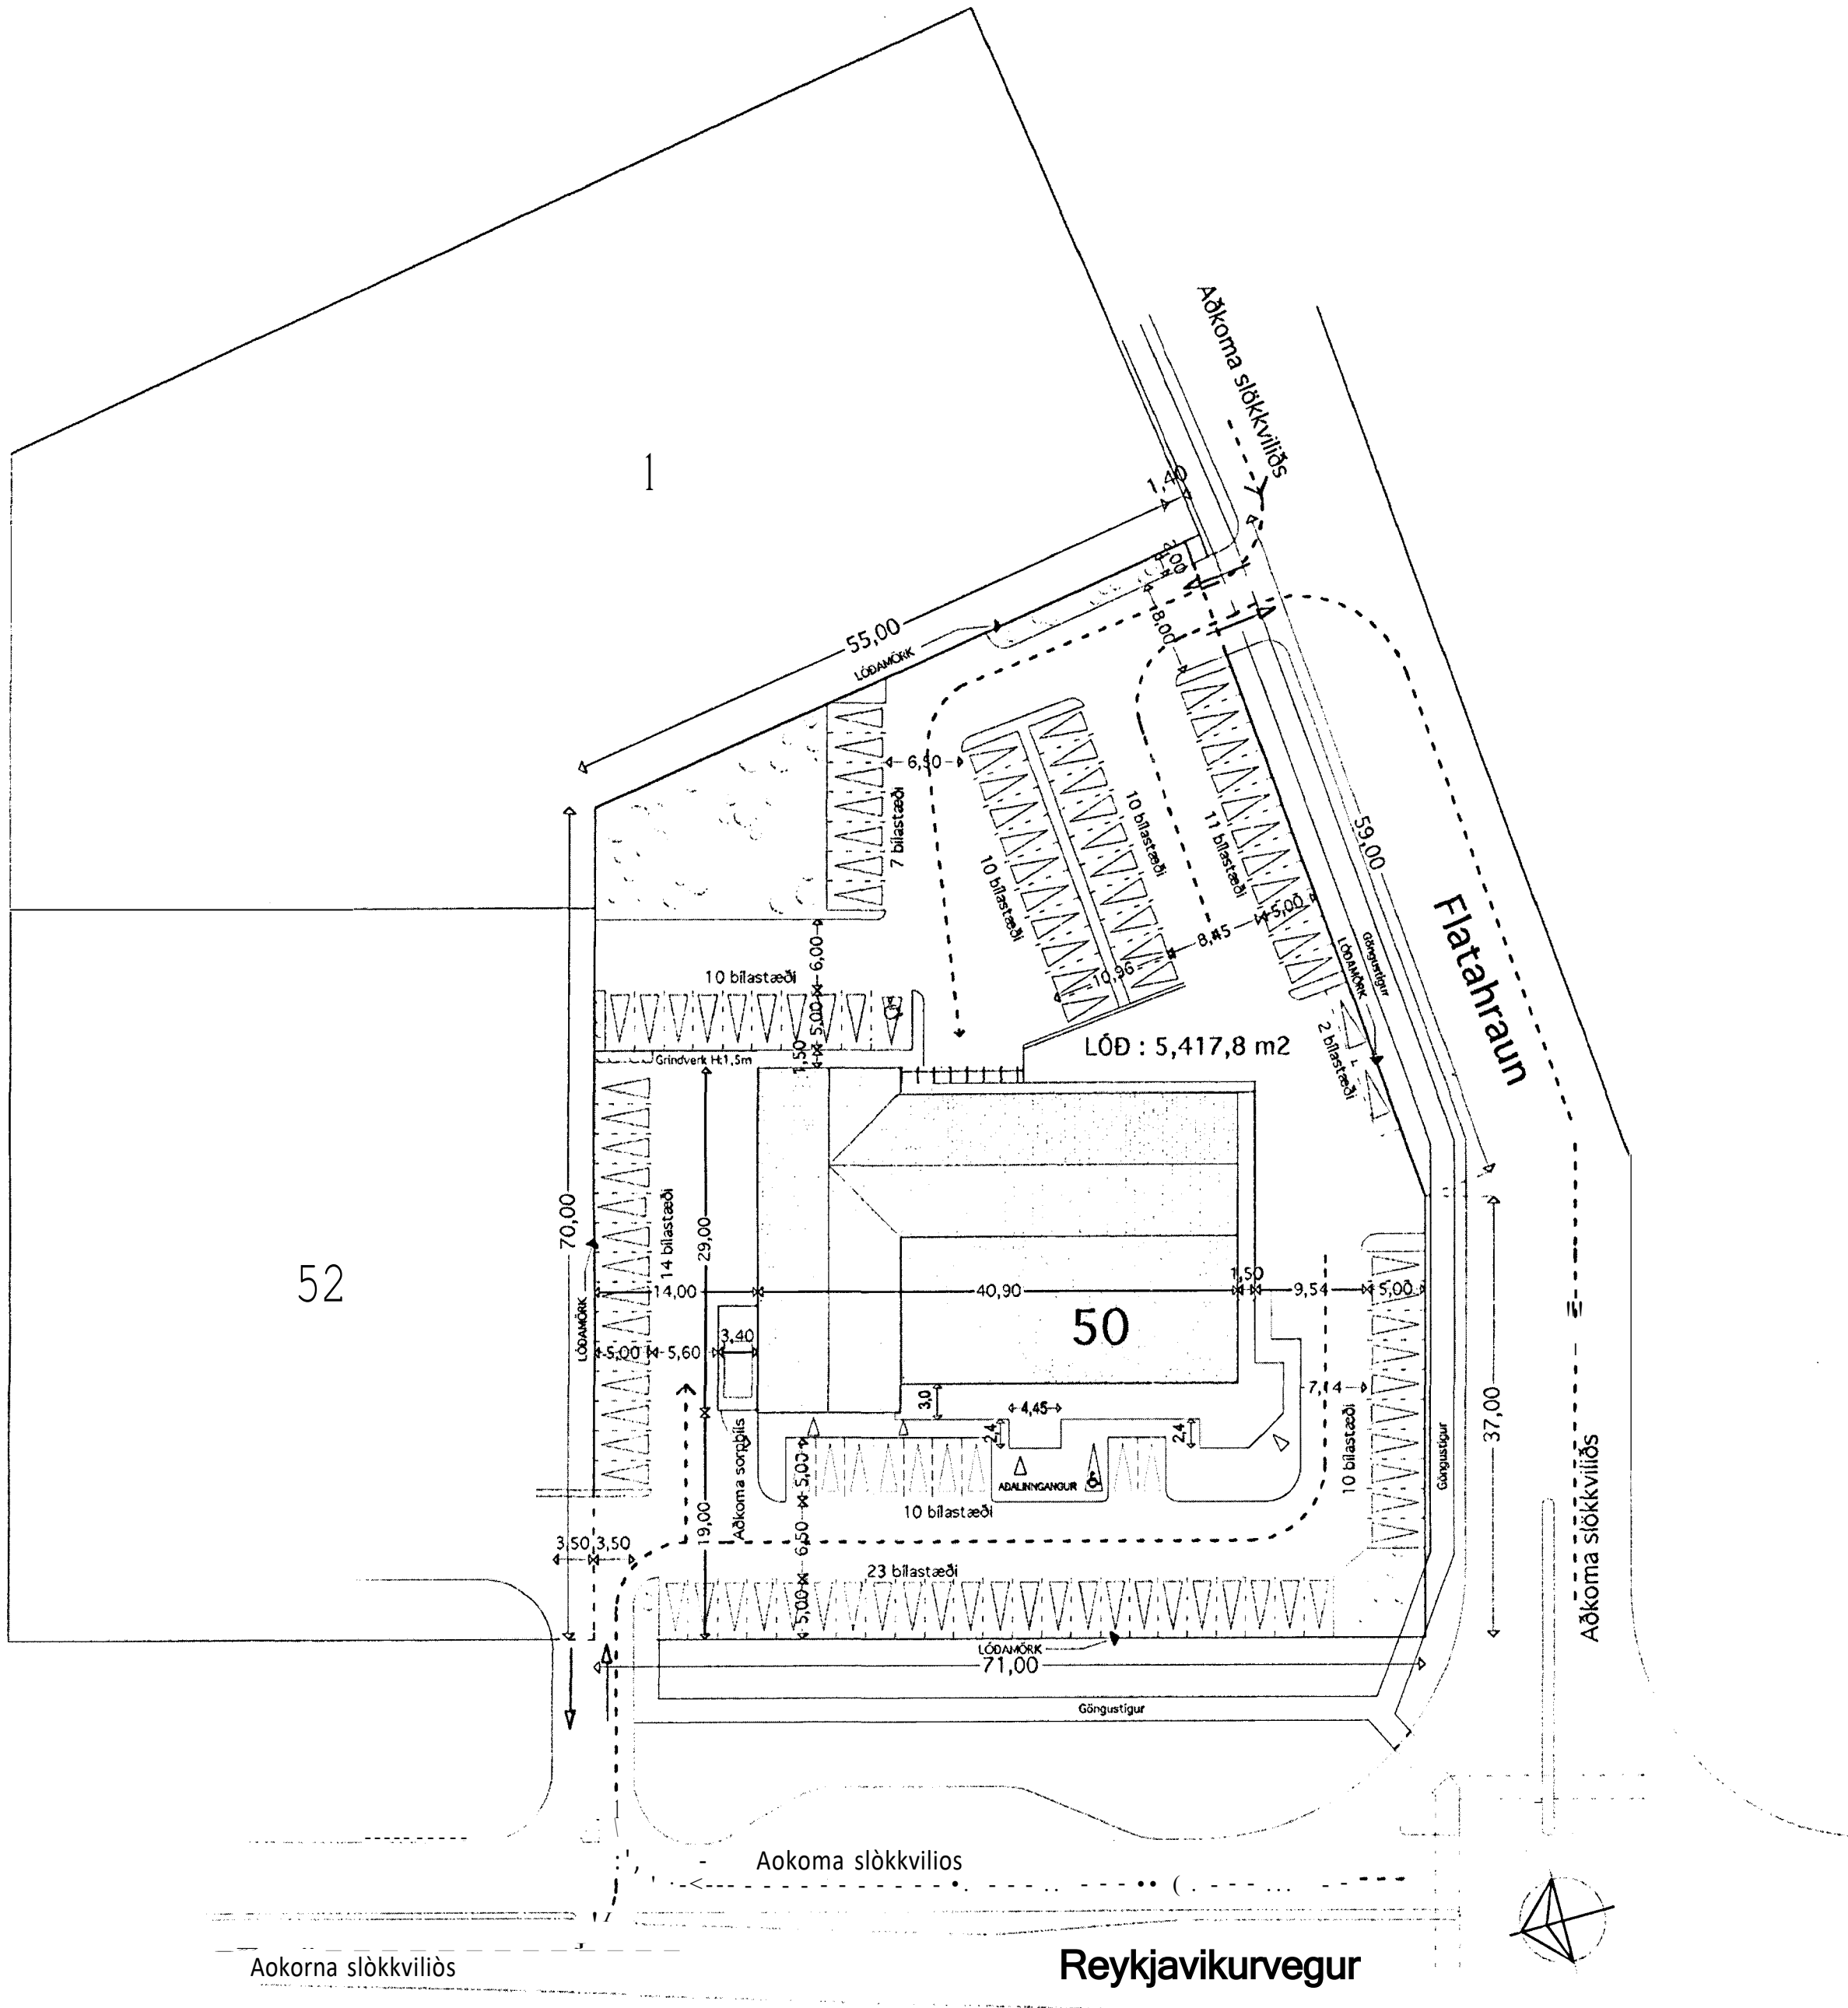 1
Aðkoma slökkviliðs
1,40
2,00
55,00
LÓÐAMÖRK
8,00
6,50
7 bílastæði
10 bílastæði
10 bílastæði
11 bílastæði
59,00
5,00
8,45
10,96
Göngustígur
LÓÐAMÖRK
Flatahraun
6,00
10 bílastæði
5,00
1,50
Grindverk H:1,5m
LÓÐ : 5,417,8 m2
2 bílastæði
70,00
14 bílastæði
29,00
52
LÓÐAMÖRK
14,00
40,90
1,50
9,54
5,00
50
3,40
5,00
5,60
3,0
4,45
2,4
2,4
7,14
37,00
10 bílastæði
Göngustígur
Aðkoma sorpbíls
5,00
AÐALINNGANGUR
10 bílastæði
19,00
6,50
3,50
3,50
23 bílastæði
5,00
Aðkoma slökkviliðs
LÓÐAMÖRK
71,00
Göngustígur
Aokoma slòkkvilios
Aokorna slòkkviliòs
Reykjavikurvegur